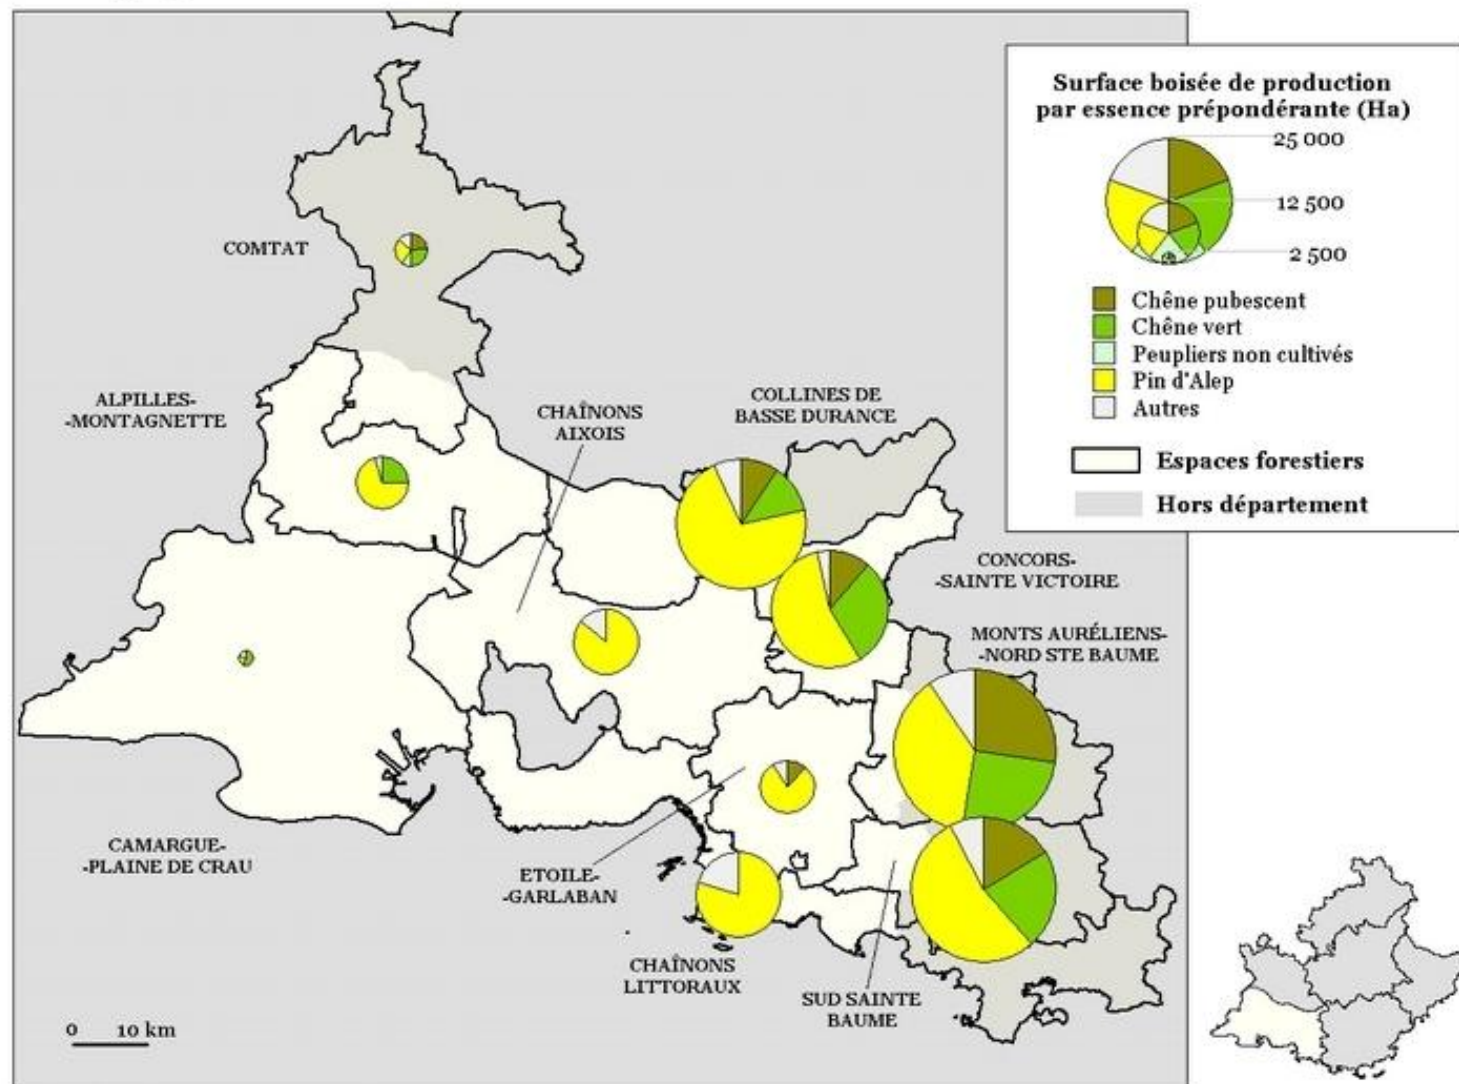 Surface boisée de production
par essence prépondérante (Ha)
25 000
12 500
2 500
Chêne pubescent
Chêne vert
Peupliers non cultivés
Pin d'Alep
Autres
Espaces forestiers
Hors département
COMTAT
ALPILLES-
-MONTAGNETTE
CHAÎNONS
AIXOIS
COLLINES DE
BASSE DURANCE
CONCORS-
-SAINTE VICTOIRE
MONTS AURÉLIENS-
-NORD STE BAUME
CAMARGUE-
-PLAINE DE CRAU
ETOILE-
-GARLABAN
CHAÎNONS
LITTORAUX
SUD SAINTE
BAUME
0 10 km